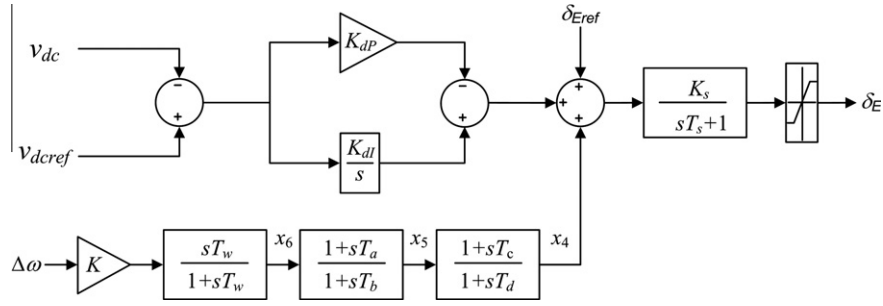 v_dc
−
+
v_dcref
K_dP
K_dI
s
−
+
δ_Eref
+
+
+
K_s
sT_s+1
δ_E
Δω
K
sT_w
1+sT_w
x_6
1+sT_a
1+sT_b
x_5
1+sT_c
1+sT_d
x_4